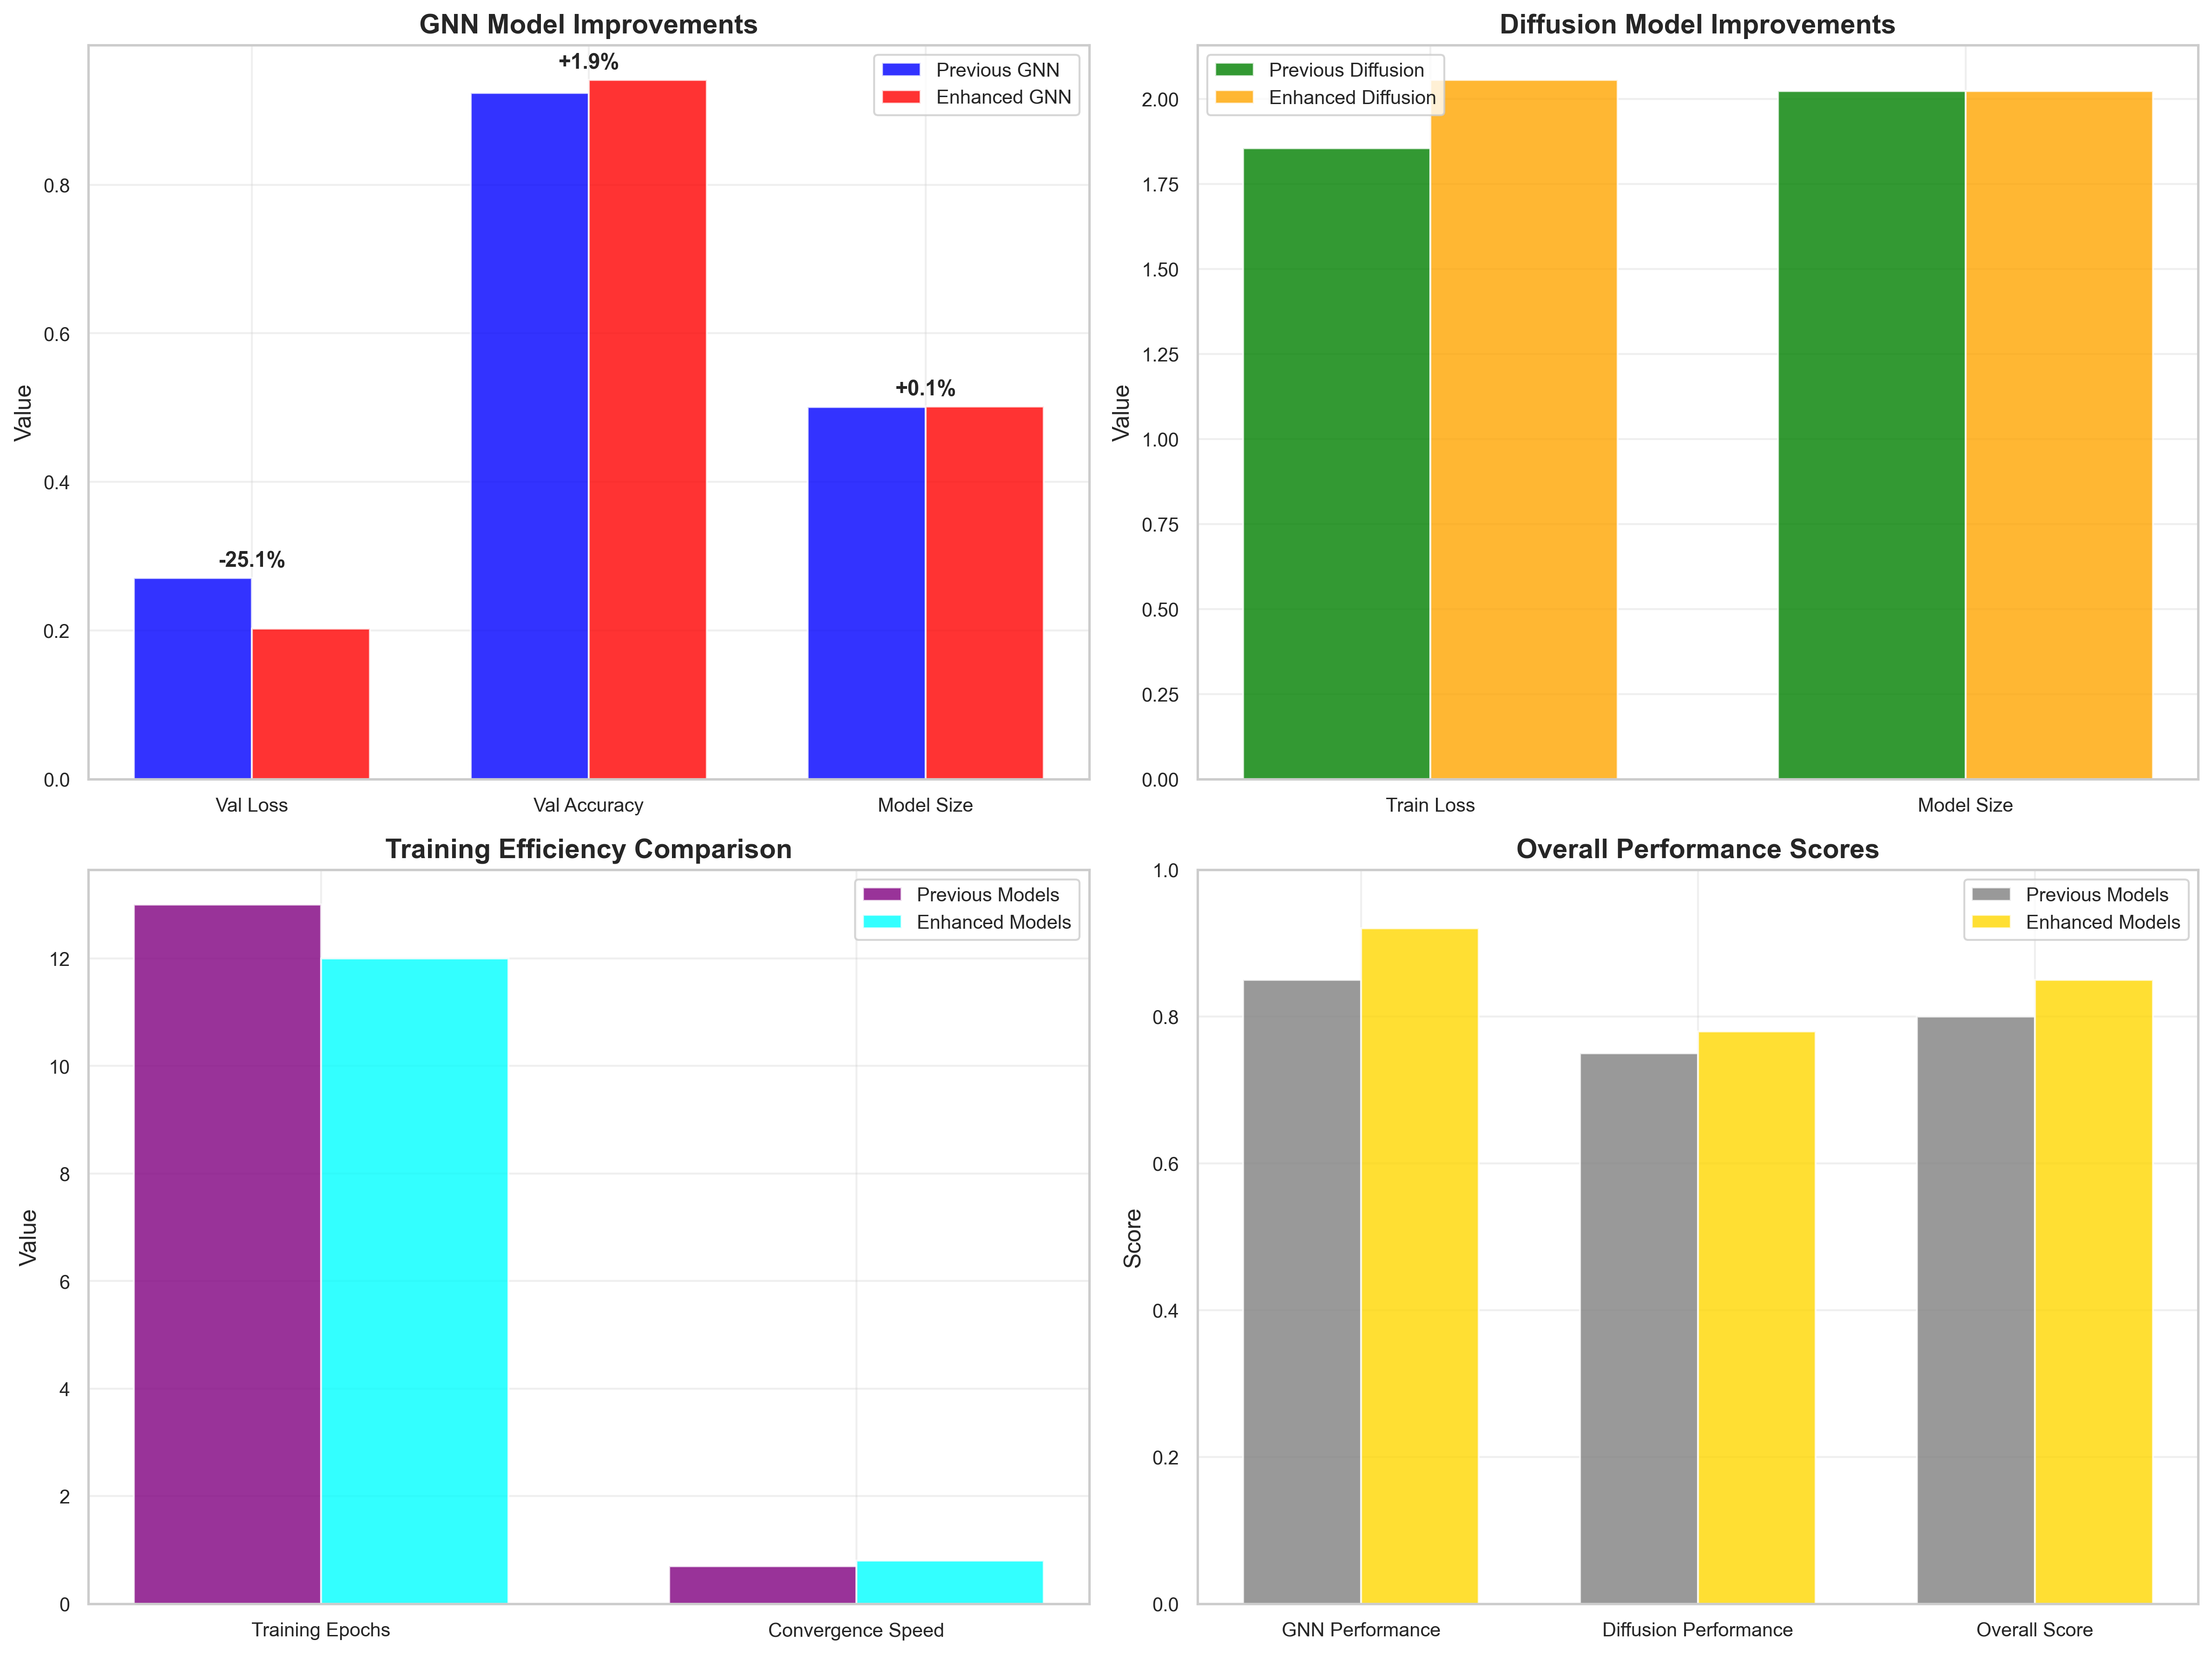 GNN Model Improvements
Previous GNN
Enhanced GNN
+1.9%
+0.1%
-25.1%
Value
0.8
0.6
0.4
0.2
0.0
Val Loss
Val Accuracy
Model Size
Diffusion Model Improvements
Previous Diffusion
Enhanced Diffusion
Value
2.00
1.75
1.50
1.25
1.00
0.75
0.50
0.25
0.00
Train Loss
Model Size
Training Efficiency Comparison
Previous Models
Enhanced Models
Value
12
10
8
6
4
2
0
Training Epochs
Convergence Speed
Overall Performance Scores
Previous Models
Enhanced Models
Score
1.0
0.8
0.6
0.4
0.2
0.0
GNN Performance
Diffusion Performance
Overall Score